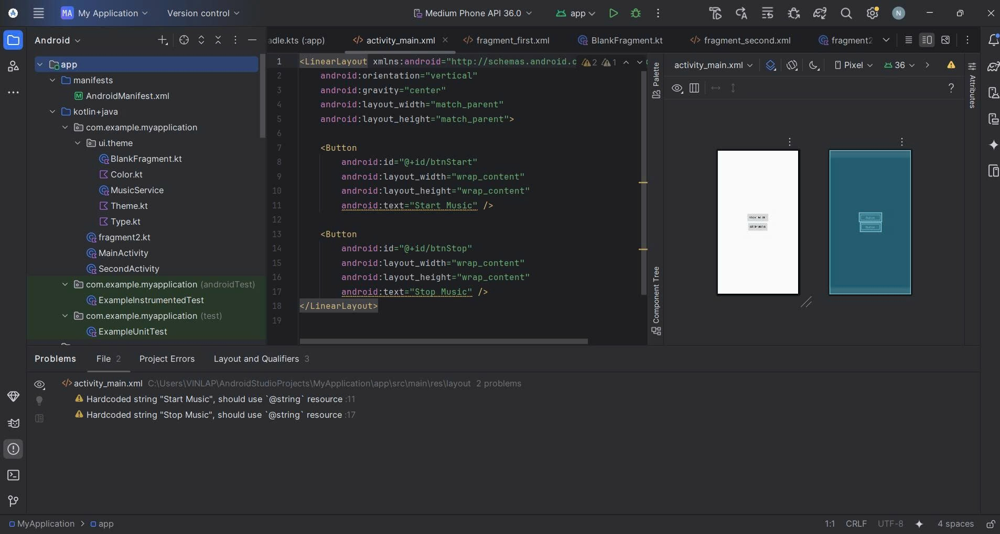 MA My Application
Version control
Medium Phone API 36.0
app
N
Android
adle.kts (:app)
activity_main.xml
fragment_first.xml
BlankFragment.kt
fragment_second.xml
fragment2
app
manifests
AndroidManifest.xml
kotlin+java
com.example.myapplication
ui.theme
BlankFragment.kt
Color.kt
MusicService
Theme.kt
Type.kt
fragment2.kt
MainActivity
SecondActivity
com.example.myapplication (androidTest)
ExampleInstrumentedTest
com.example.myapplication (test)
ExampleUnitTest
1 <LinearLayout xmlns:android="http://schemas.android.c
2 1
2 android:orientation="vertical"
3 android:gravity="center"
4 android:layout_width="match_parent"
5 android:layout_height="match_parent">
6
7 <Button
8 android:id="@+id/btnStart"
9 android:layout_width="wrap_content"
10 android:layout_height="wrap_content"
11 android:text="Start Music" />
12
13 <Button
14 android:id="@+id/btnStop"
15 android:layout_width="wrap_content"
16 android:layout_height="wrap_content"
17 android:text="Stop Music" />
18 </LinearLayout>
19
Palette
Component Tree
activity_main.xml
Pixel
36
?
Attributes
START MUSIC
STOP MUSIC
Button
Button
Problems
File 2
Project Errors
Layout and Qualifiers 3
activity_main.xml C:\Users\VINLAP\AndroidStudioProjects\MyApplication\app\src\main\res\layout 2 problems
Hardcoded string "Start Music", should use `@string` resource :11
Hardcoded string "Stop Music", should use `@string` resource :17
MyApplication > app
1:1 CRLF UTF-8 4 spaces